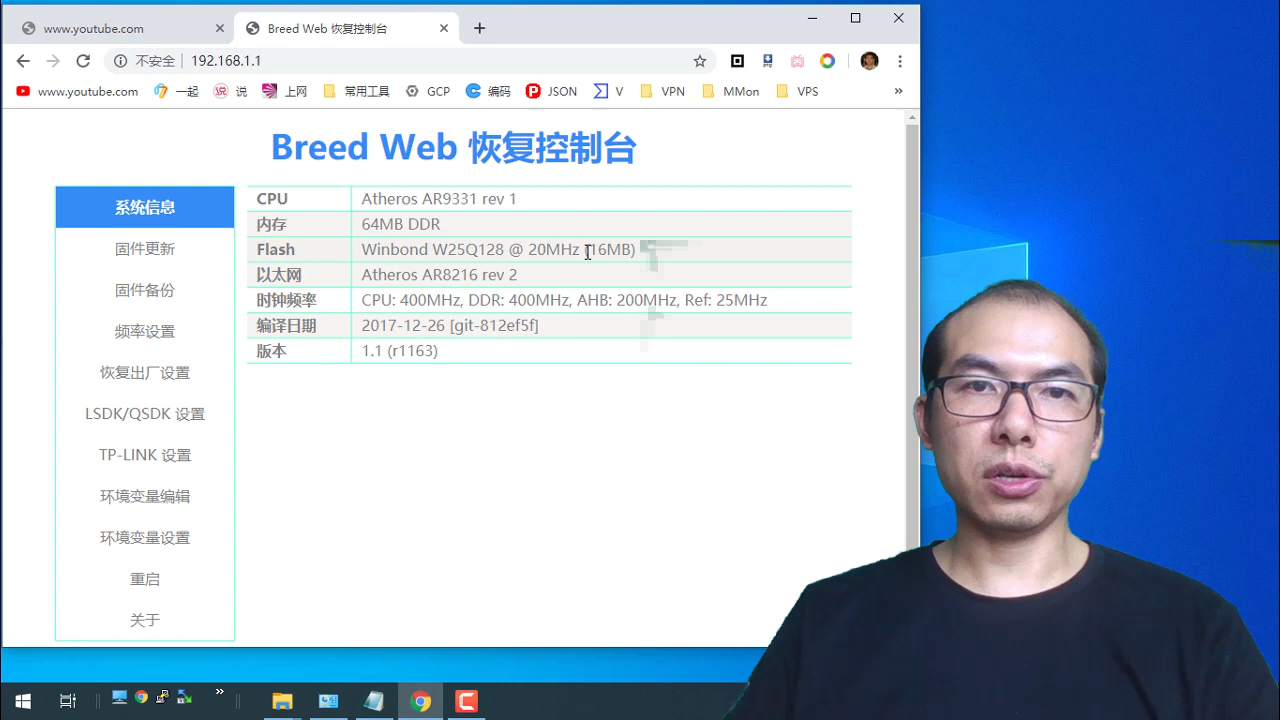 www.youtube.com
Breed Web 恢复控制台
不安全 192.168.1.1
www.youtube.com 一起 说 上网 常用工具 GCP 编码 JSON V VPN MMon VPS »
Breed Web 恢复控制台
系统信息
固件更新
固件备份
频率设置
恢复出厂设置
LSDK/QSDK 设置
TP-LINK 设置
环境变量编辑
环境变量设置
重启
关于
CPU Atheros AR9331 rev 1
内存 64MB DDR
Flash Winbond W25Q128 @ 20MHz (16MB)
以太网 Atheros AR8216 rev 2
时钟频率 CPU: 400MHz, DDR: 400MHz, AHB: 200MHz, Ref: 25MHz
编译日期 2017-12-26 [git-812ef5f]
版本 1.1 (r1163)